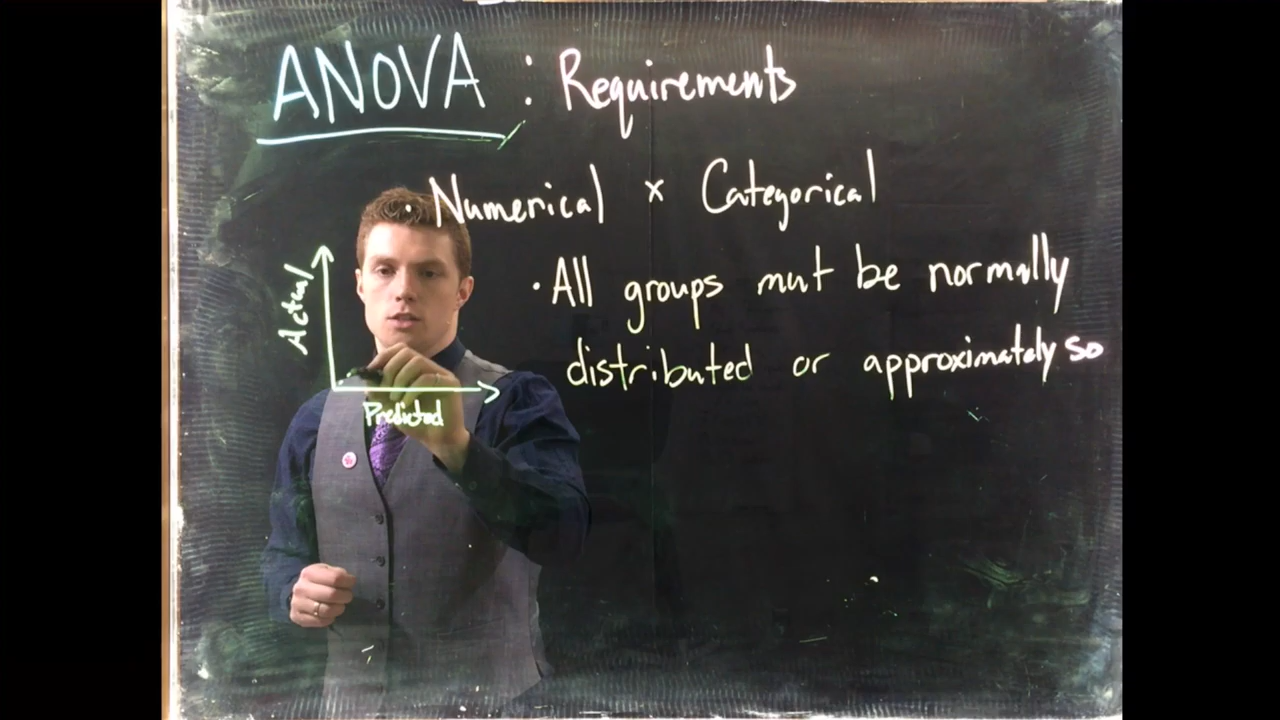 ANOVA : Requirements
· Numerical x Categorical
· All groups must be normally
distributed or approximately so
Actual
Predicted